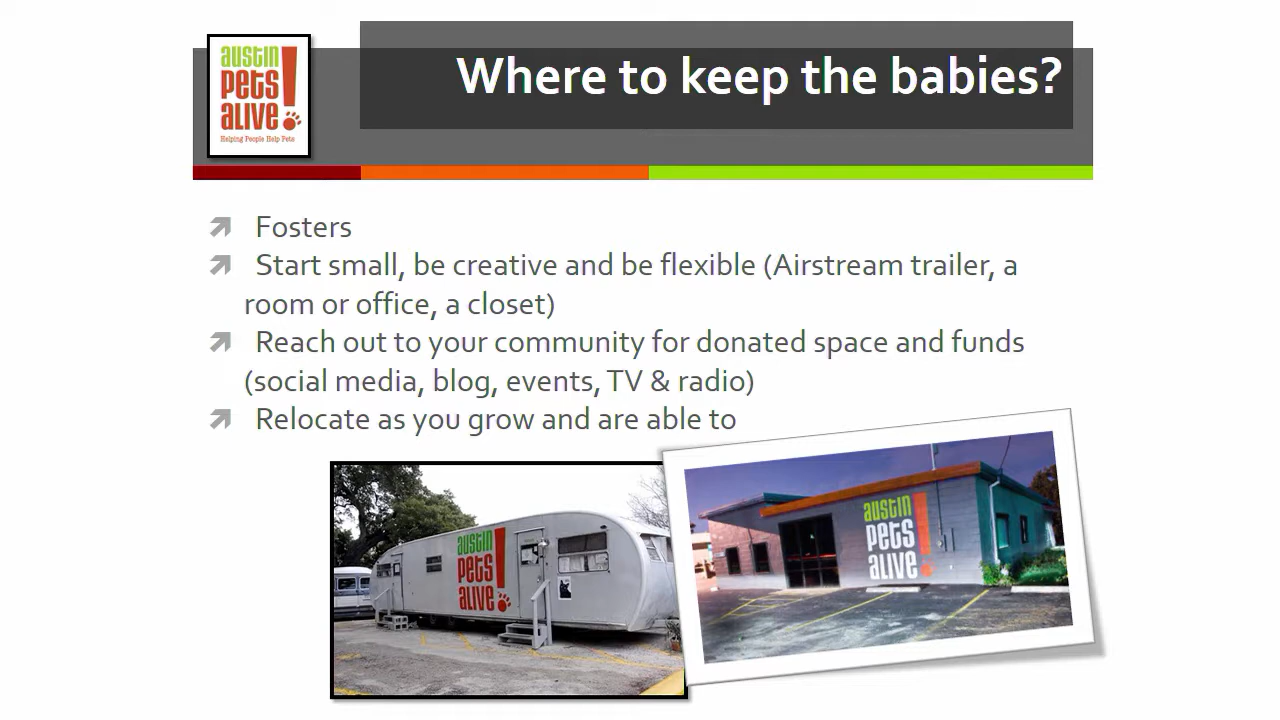 austin
pets
alive!
Helping People Help Pets
Where to keep the babies?
Fosters
Start small, be creative and be flexible (Airstream trailer, a
room or office, a closet)
Reach out to your community for donated space and funds
(social media, blog, events, TV & radio)
Relocate as you grow and are able to
austin
pets
alive!
austin
pets
alive!